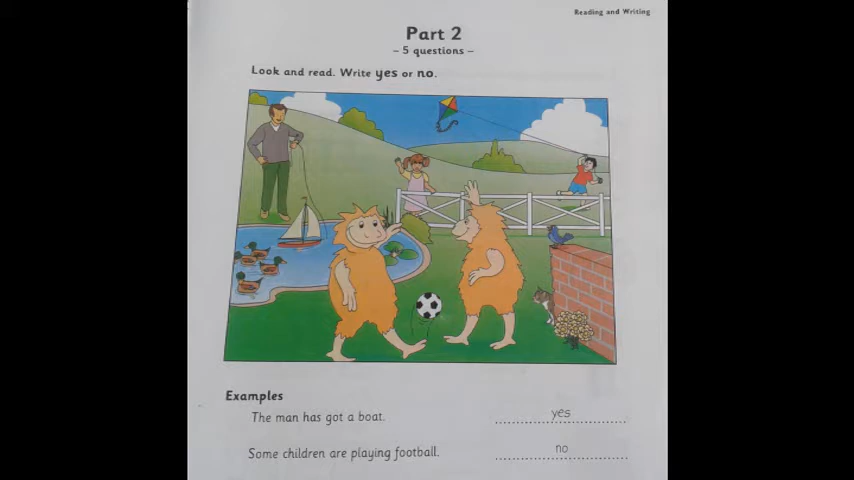 Reading and Writing
Part 2
– 5 questions –
Look and read. Write yes or no.
Examples
The man has got a boat. yes
Some children are playing football. no